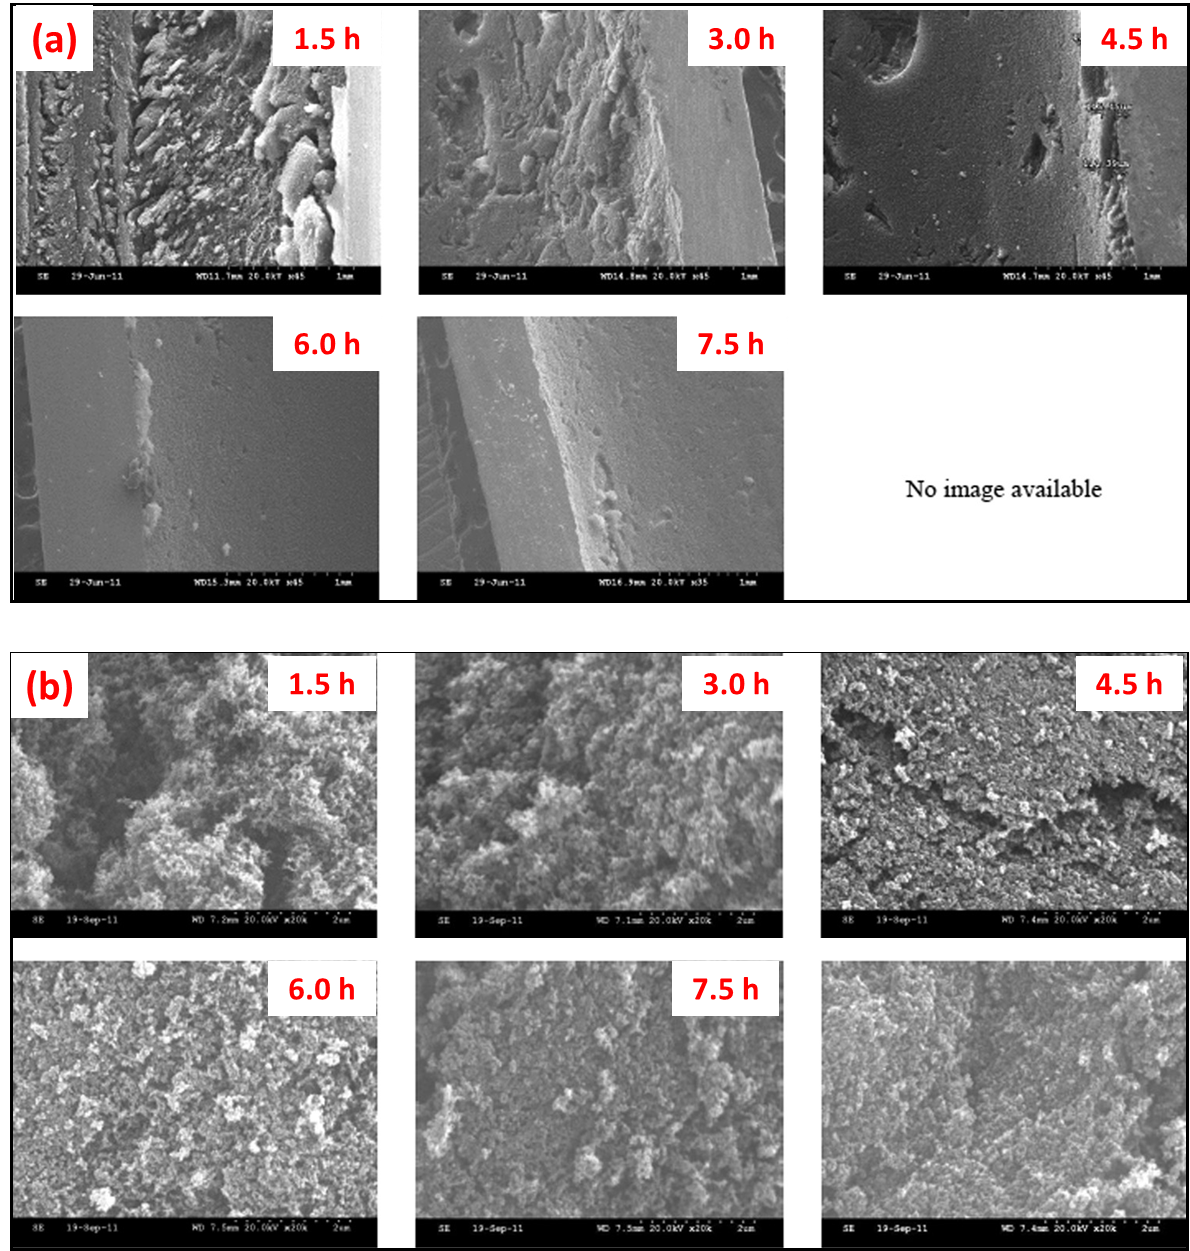 (a)
1.5 h
3.0 h
4.5 h
SE 29-Jun-11 WD11.7mm 20.0kV x45 1mm
SE 29-Jun-11 WD14.8mm 20.0kV x45 1mm
SE 29-Jun-11 WD14.7mm 20.0kV x45 1mm
6.0 h
7.5 h
No image available
SE 29-Jun-11 WD15.3mm 20.0kV x45 1mm
SE 29-Jun-11 WD16.9mm 20.0kV x35 1mm
(b)
1.5 h
3.0 h
4.5 h
SE 19-Sep-11 WD 7.2mm 20.0kV x20k 2um
SE 19-Sep-11 WD 7.1mm 20.0kV x20k 2um
SE 19-Sep-11 WD 7.4mm 20.0kV x20k 2um
6.0 h
7.5 h
SE 19-Sep-11 WD 7.5mm 20.0kV x20k 2um
SE 19-Sep-11 WD 7.5mm 20.0kV x20k 2um
SE 19-Sep-11 WD 7.4mm 20.0kV x20k 2um